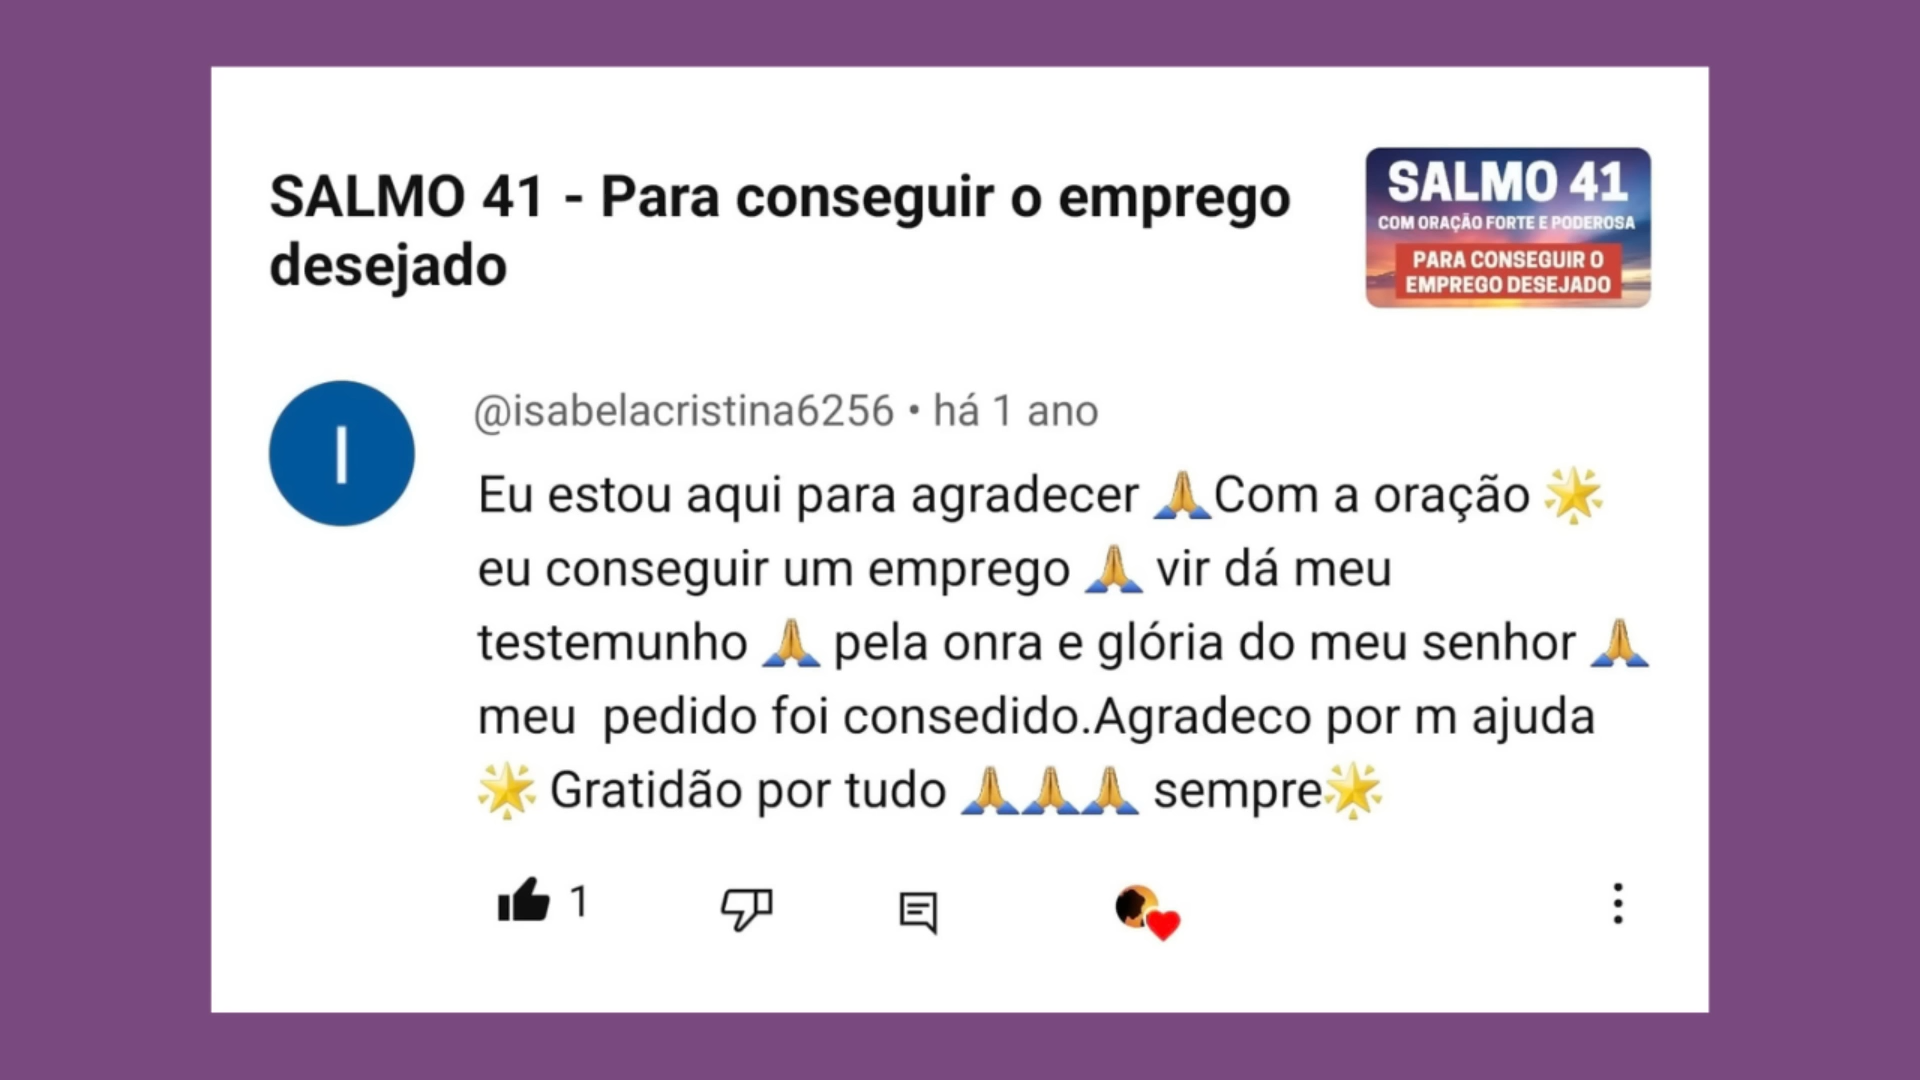 SALMO 41 - Para conseguir o emprego
desejado
SALMO 41
COM ORAÇÃO FORTE E PODEROSA
PARA CONSEGUIR O
EMPREGO DESEJADO
I
@isabelacristina6256 • há 1 ano
Eu estou aqui para agradecer 🙏Com a oração 🌟
eu conseguir um emprego 🙏 vir dá meu
testemunho 🙏 pela onra e glória do meu senhor 🙏
meu  pedido foi consedido.Agradeco por m ajuda
🌟 Gratidão por tudo 🙏🙏🙏 sempre🌟
1